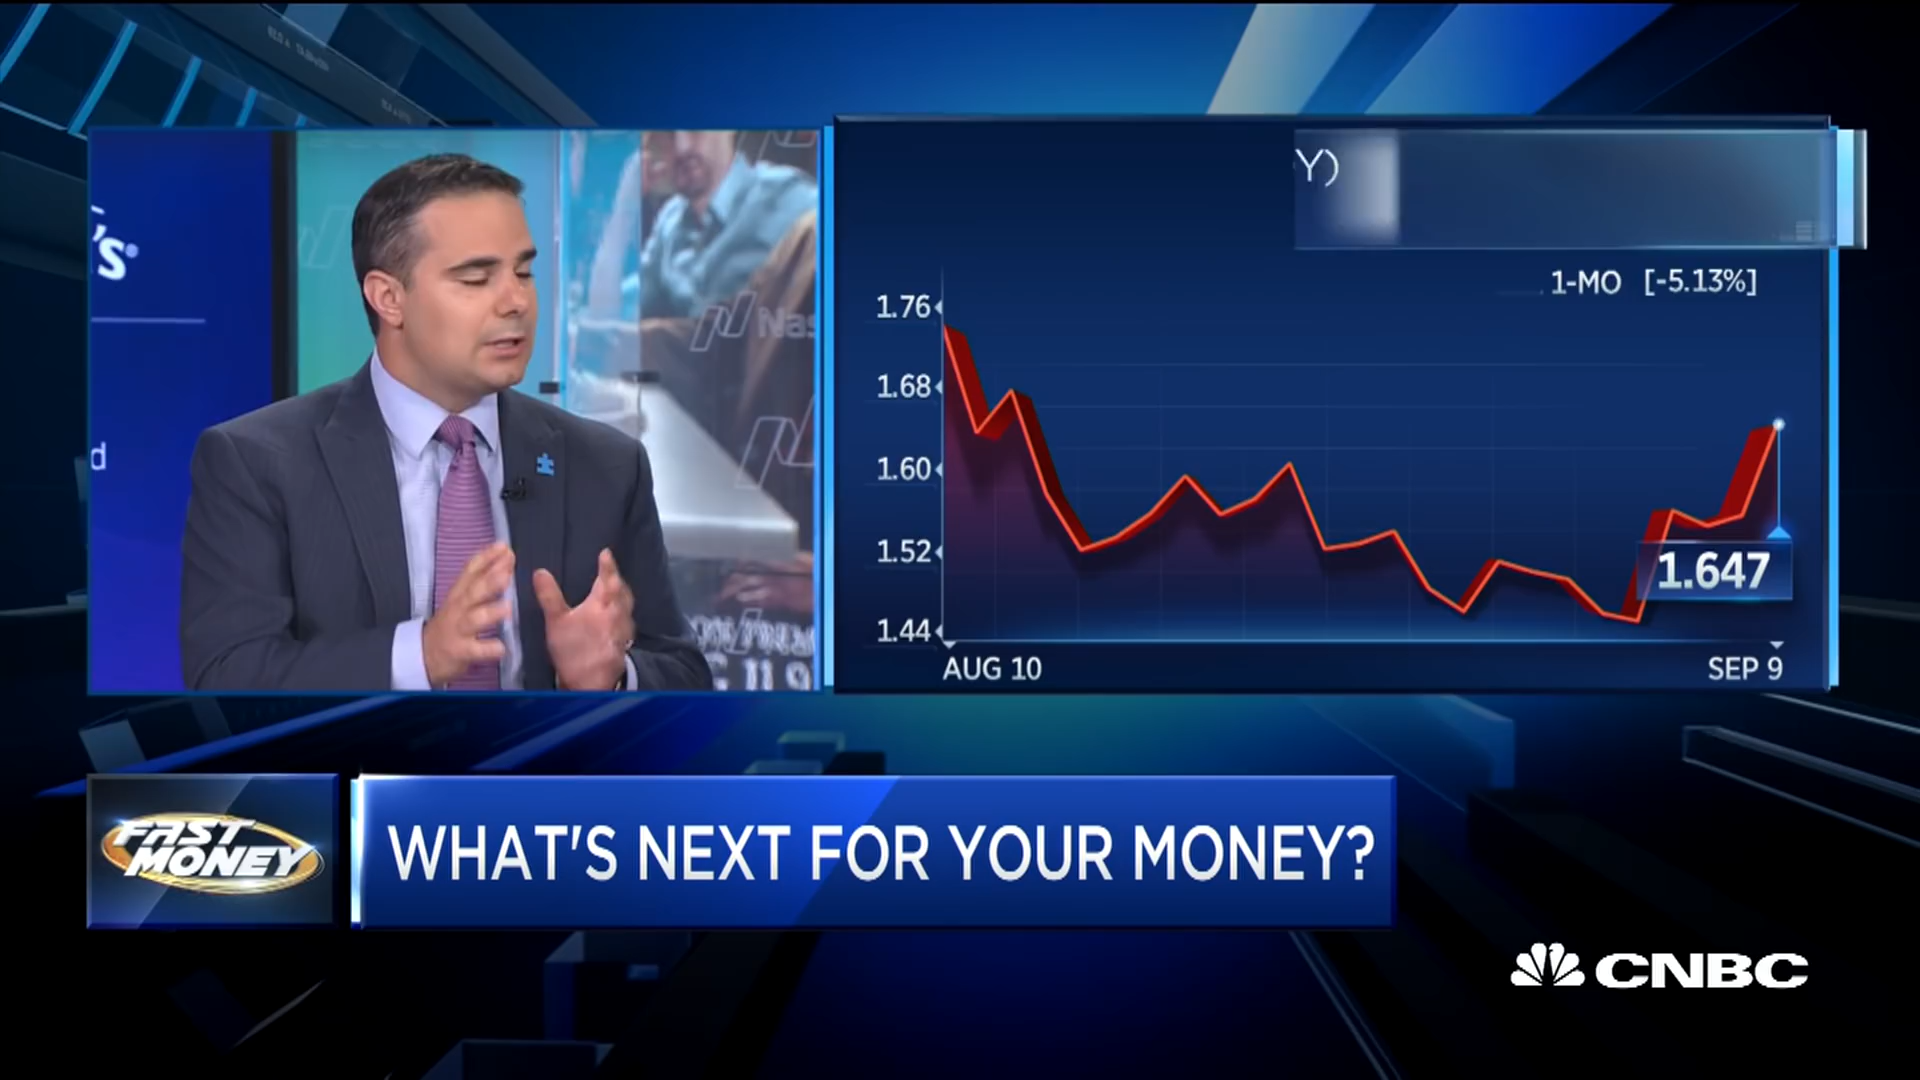 's®
d
Nas
Y)
1-MO [-5.13%]
1.76
1.68
1.60
1.52
1.44
1.647
AUG 10
SEP 9
FAST
MONEY
WHAT'S NEXT FOR YOUR MONEY?
CNBC